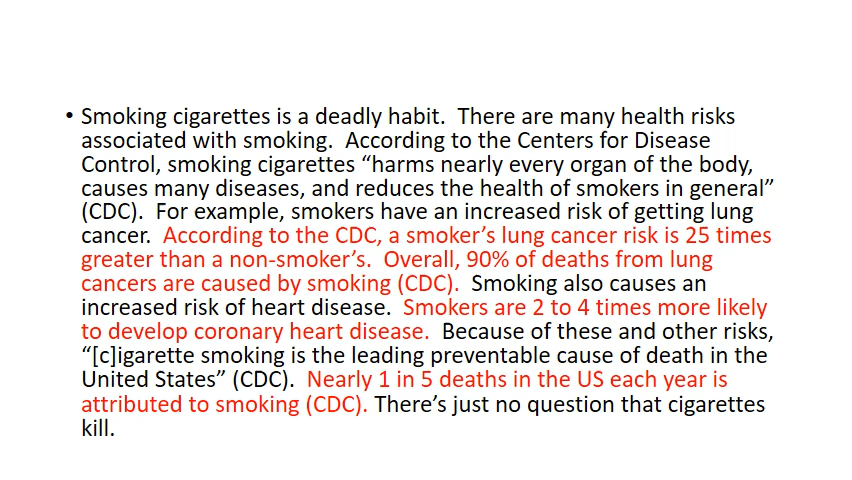 • Smoking cigarettes is a deadly habit.  There are many health risks
associated with smoking.  According to the Centers for Disease
Control, smoking cigarettes “harms nearly every organ of the body,
causes many diseases, and reduces the health of smokers in general”
(CDC).  For example, smokers have an increased risk of getting lung
cancer.  According to the CDC, a smoker’s lung cancer risk is 25 times
greater than a non-smoker’s.  Overall, 90% of deaths from lung
cancers are caused by smoking (CDC).  Smoking also causes an
increased risk of heart disease.  Smokers are 2 to 4 times more likely
to develop coronary heart disease.  Because of these and other risks,
“[c]igarette smoking is the leading preventable cause of death in the
United States” (CDC).  Nearly 1 in 5 deaths in the US each year is
attributed to smoking (CDC). There’s just no question that cigarettes
kill.